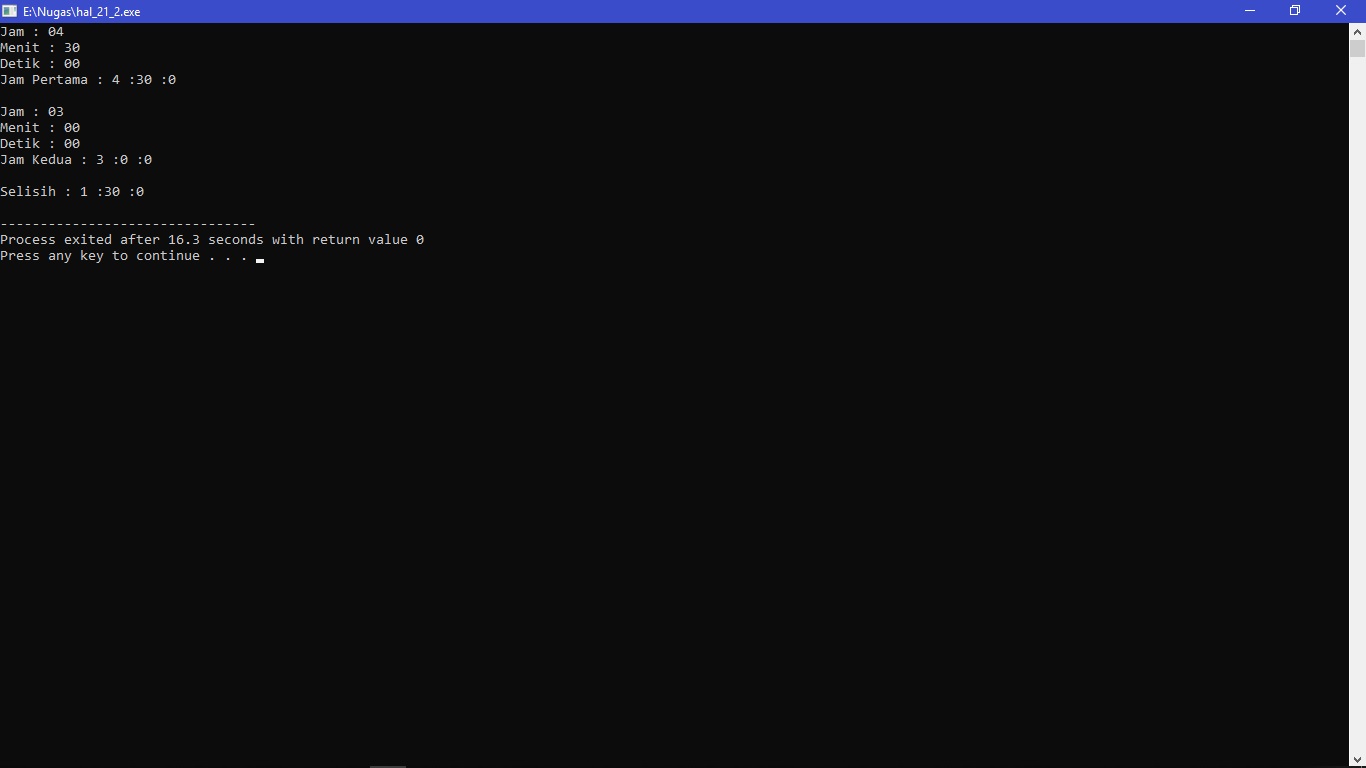 E:\Nugas\hal_21_2.exe
Jam : 04
Menit : 30
Detik : 00
Jam Pertama : 4 :30 :0
Jam : 03
Menit : 00
Detik : 00
Jam Kedua : 3 :0 :0
Selisih : 1 :30 :0
--------------------------------
Process exited after 16.3 seconds with return value 0
Press any key to continue . . .